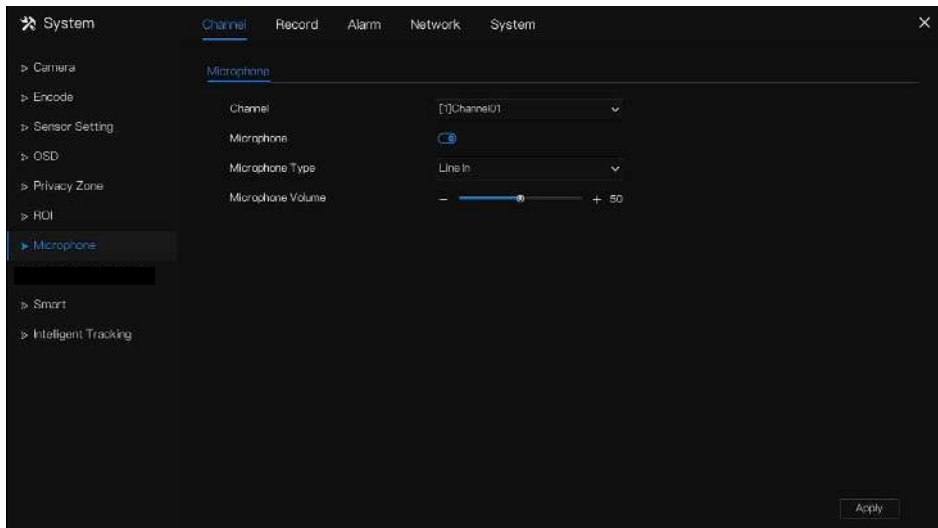 System
Channel Record Alarm Network System
Camera
Encode
Sensor Setting
OSD
Privacy Zone
ROI
Microphone
Smart
Intelligent Tracking
Microphone
Channel [1]Channel01
Microphone
Microphone Type Line In
Microphone Volume − + 50
Apply